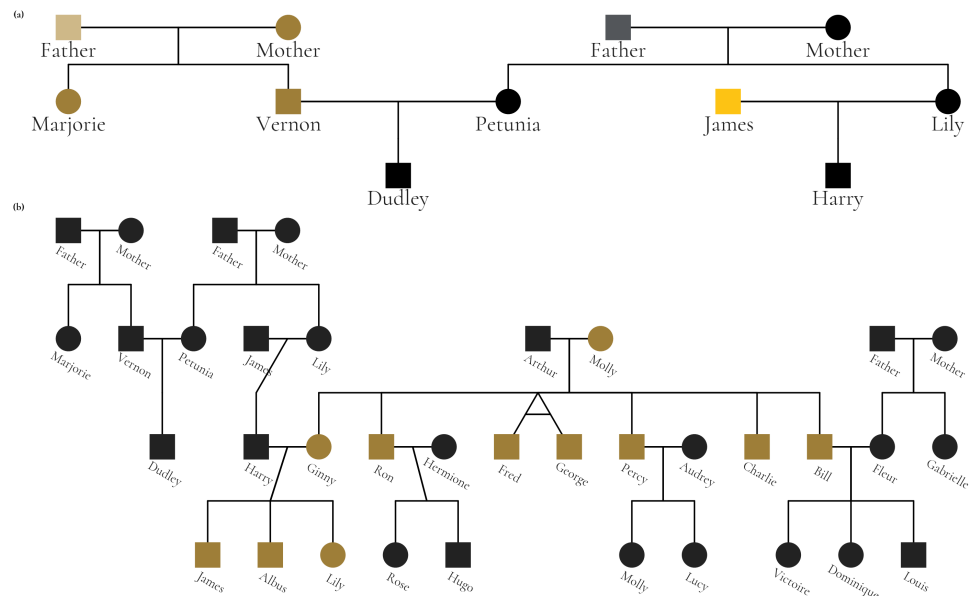 (a)
Father Mother Father Mother
Marjorie Vernon Petunia James Lily
Dudley Harry
(b)
Father Mother Father Mother
Marjorie Vernon Petunia James Lily Arthur Molly Father Mother
Dudley Harry Ginny Ron Hermione Fred George Percy Audrey Charlie Bill Fleur Gabrielle
James Albus Lily Rose Hugo Molly Lucy Victoire Dominique Louis